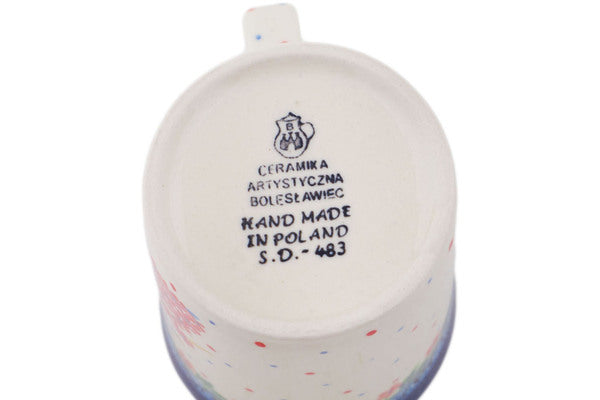 B
CERAMIKA
ARTYSTYCZNA
BOLESŁAWIEC
HAND MADE
IN POLAND
S.D.-483